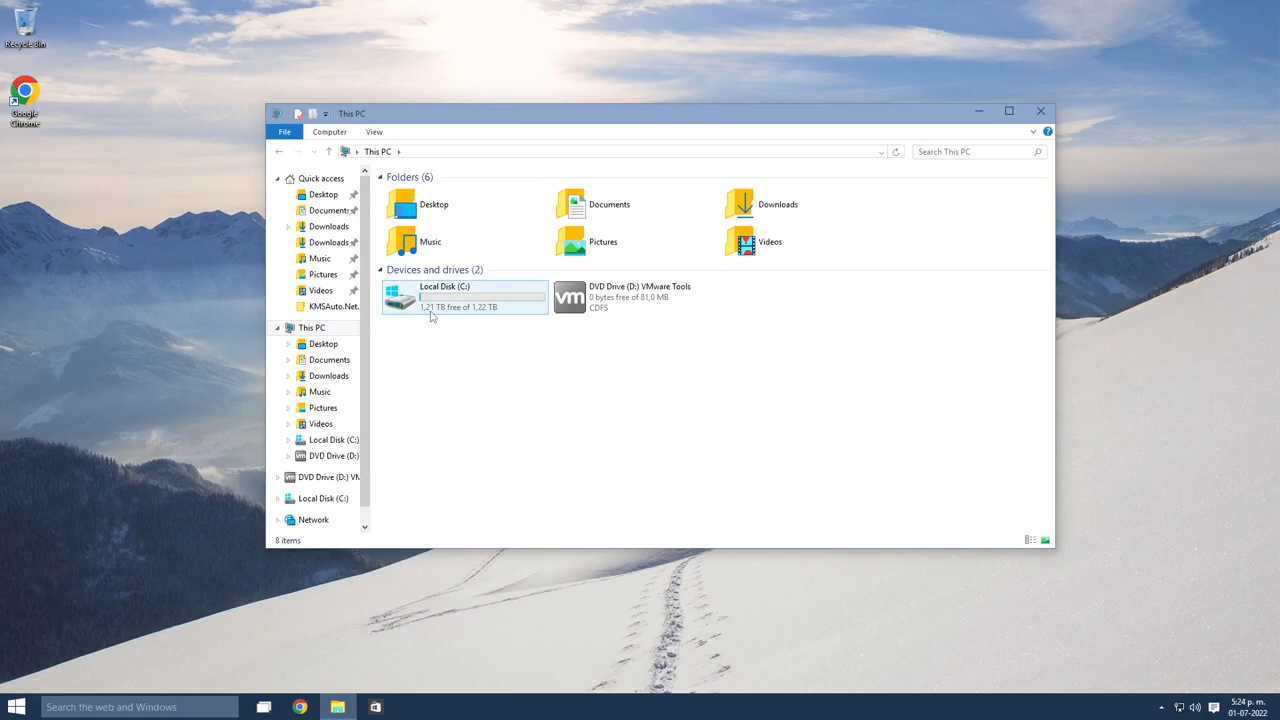 Recycle Bin
Google
Chrome
This PC
File
Computer
View
This PC
Search This PC
Quick access
Desktop
Documents
Downloads
Downloads
Music
Pictures
Videos
KMSAuto.Net.
This PC
Desktop
Documents
Downloads
Music
Pictures
Videos
Local Disk (C:)
DVD Drive (D:)
DVD Drive (D:) VM
Local Disk (C:)
Network
Folders (6)
Desktop
Documents
Downloads
Music
Pictures
Videos
Devices and drives (2)
Local Disk (C:)
1,21 TB free of 1,22 TB
vm
DVD Drive (D:) VMware Tools
0 bytes free of 81,0 MB
CDFS
8 items
Search the web and Windows
5:24 p. m.
01-07-2022